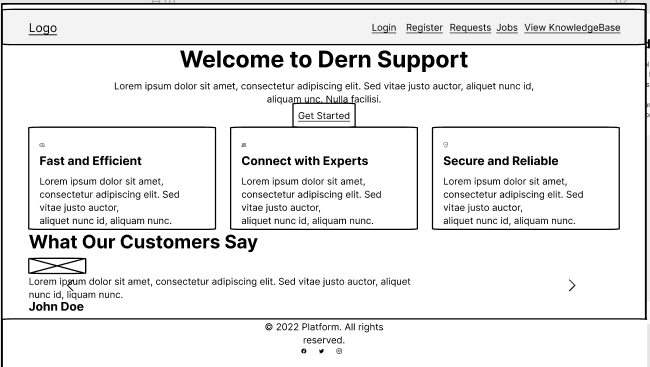 Logo
Login Register Requests Jobs View KnowledgeBase
Welcome to Dern Support
Lorem ipsum dolor sit amet, consectetur adipiscing elit. Sed vitae justo auctor, aliquet nunc id,
aliquam unc. Nulla facilisi.
Get Started
Fast and Efficient
Lorem ipsum dolor sit amet,
consectetur adipiscing elit. Sed
vitae justo auctor,
aliquet nunc id, aliquam nunc.
Connect with Experts
Lorem ipsum dolor sit amet,
consectetur adipiscing elit. Sed
vitae justo auctor,
aliquet nunc id, aliquam nunc.
Secure and Reliable
Lorem ipsum dolor sit amet,
consectetur adipiscing elit. Sed
vitae justo auctor,
aliquet nunc id, aliquam nunc.
What Our Customers Say
Lorem ipsum dolor sit amet, consectetur adipiscing elit. Sed vitae justo auctor, aliquet
nunc id, liquam nunc.
John Doe
© 2022 Platform. All rights
reserved.